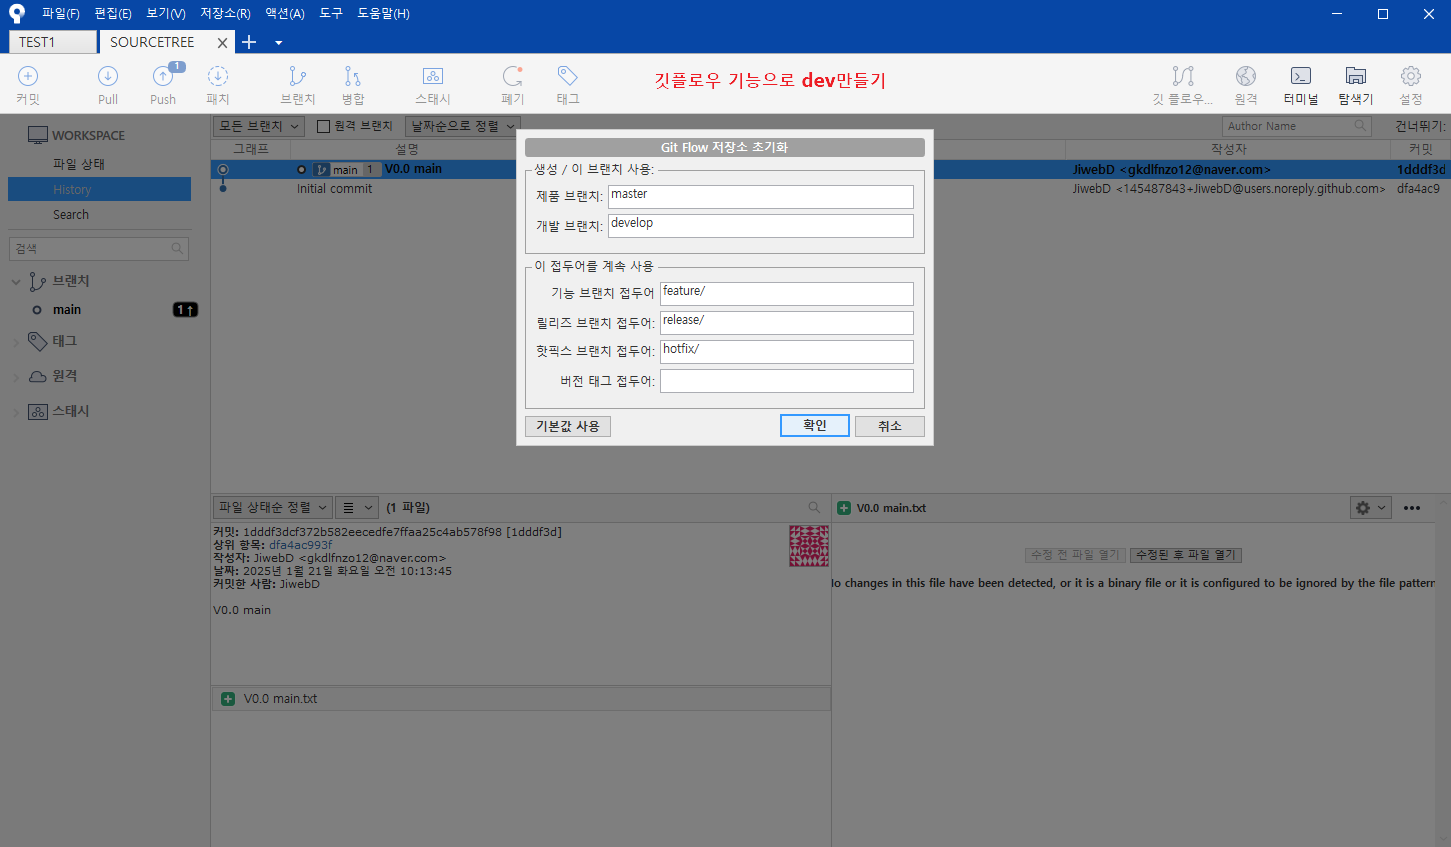 파일(F) 편집(E) 보기(V) 저장소(R) 액션(A) 도구 도움말(H)
TEST1 SOURCETREE
커밋 Pull 1 Push 패치 브랜치 병합 스태시 폐기 태그 깃플로우 기능으로 dev만들기 깃 플로우... 원격 터미널 탐색기 설정
WORKSPACE
파일 상태
History
Search
검색
브랜치
main 1↑
태그
원격
스태시
모든 브랜치 원격 브랜치 날짜순으로 정렬 Author Name 건너뛰기:
그래프 설명 작성자 커밋
main 1 V0.0 main JiwebD <gkdlfnzo12@naver.com> 1dddf3d
Initial commit JiwebD <145487843+JiwebD@users.noreply.github.com> dfa4ac9
Git Flow 저장소 초기화
생성 / 이 브랜치 사용:
제품 브랜치: master
개발 브랜치: develop
이 접두어를 계속 사용
기능 브랜치 접두어 feature/
릴리즈 브랜치 접두어: release/
핫픽스 브랜치 접두어: hotfix/
버전 태그 접두어:
기본값 사용 확인 취소
파일 상태순 정렬 (1 파일)
커밋: 1dddf3dcf372b582eecedfe7ffaa25c4ab578f98 [1dddf3d]
상위 항목: dfa4ac993f
작성자: JiwebD <gkdlfnzo12@naver.com>
날짜: 2025년 1월 21일 화요일 오전 10:13:45
커밋한 사람: JiwebD
V0.0 main
V0.0 main.txt
V0.0 main.txt
수정 전 파일 열기 수정된 후 파일 열기
lo changes in this file have been detected, or it is a binary file or it is configured to be ignored by the file pattern